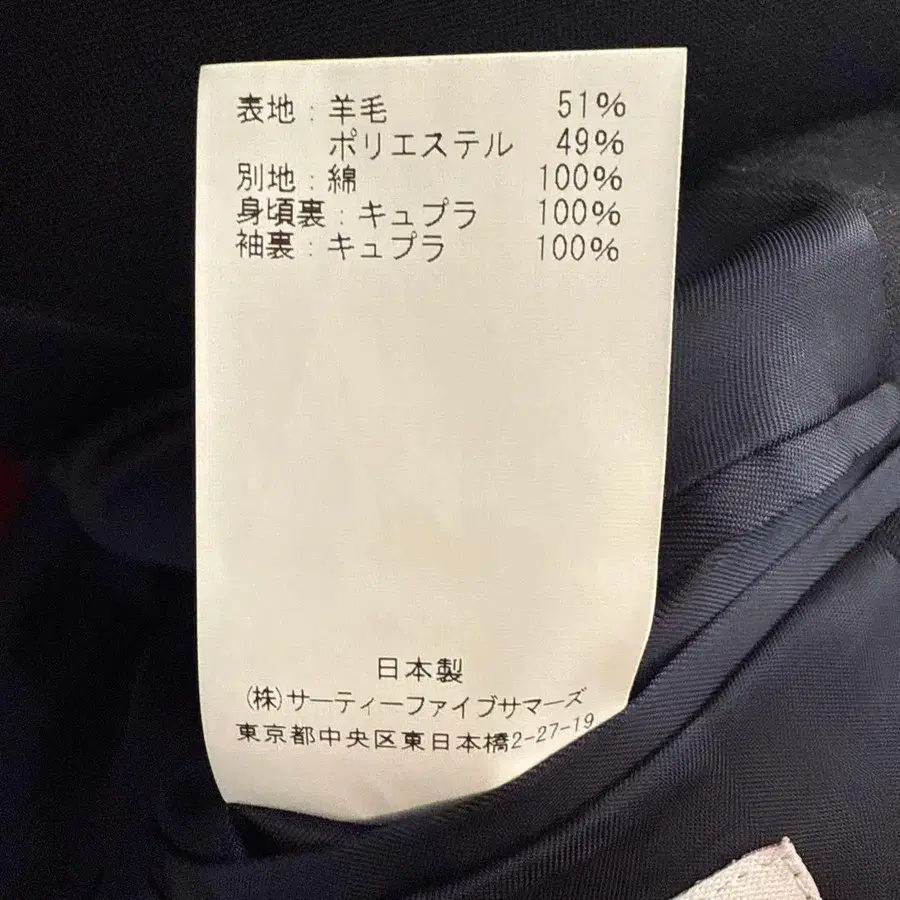 表地：羊毛 51%
ポリエステル 49%
別地：綿 100%
身頃裏：キュプラ 100%
袖裏：キュプラ 100%
日本製
(株)サーティーファイブサマーズ
東京都中央区東日本橋2-27-19